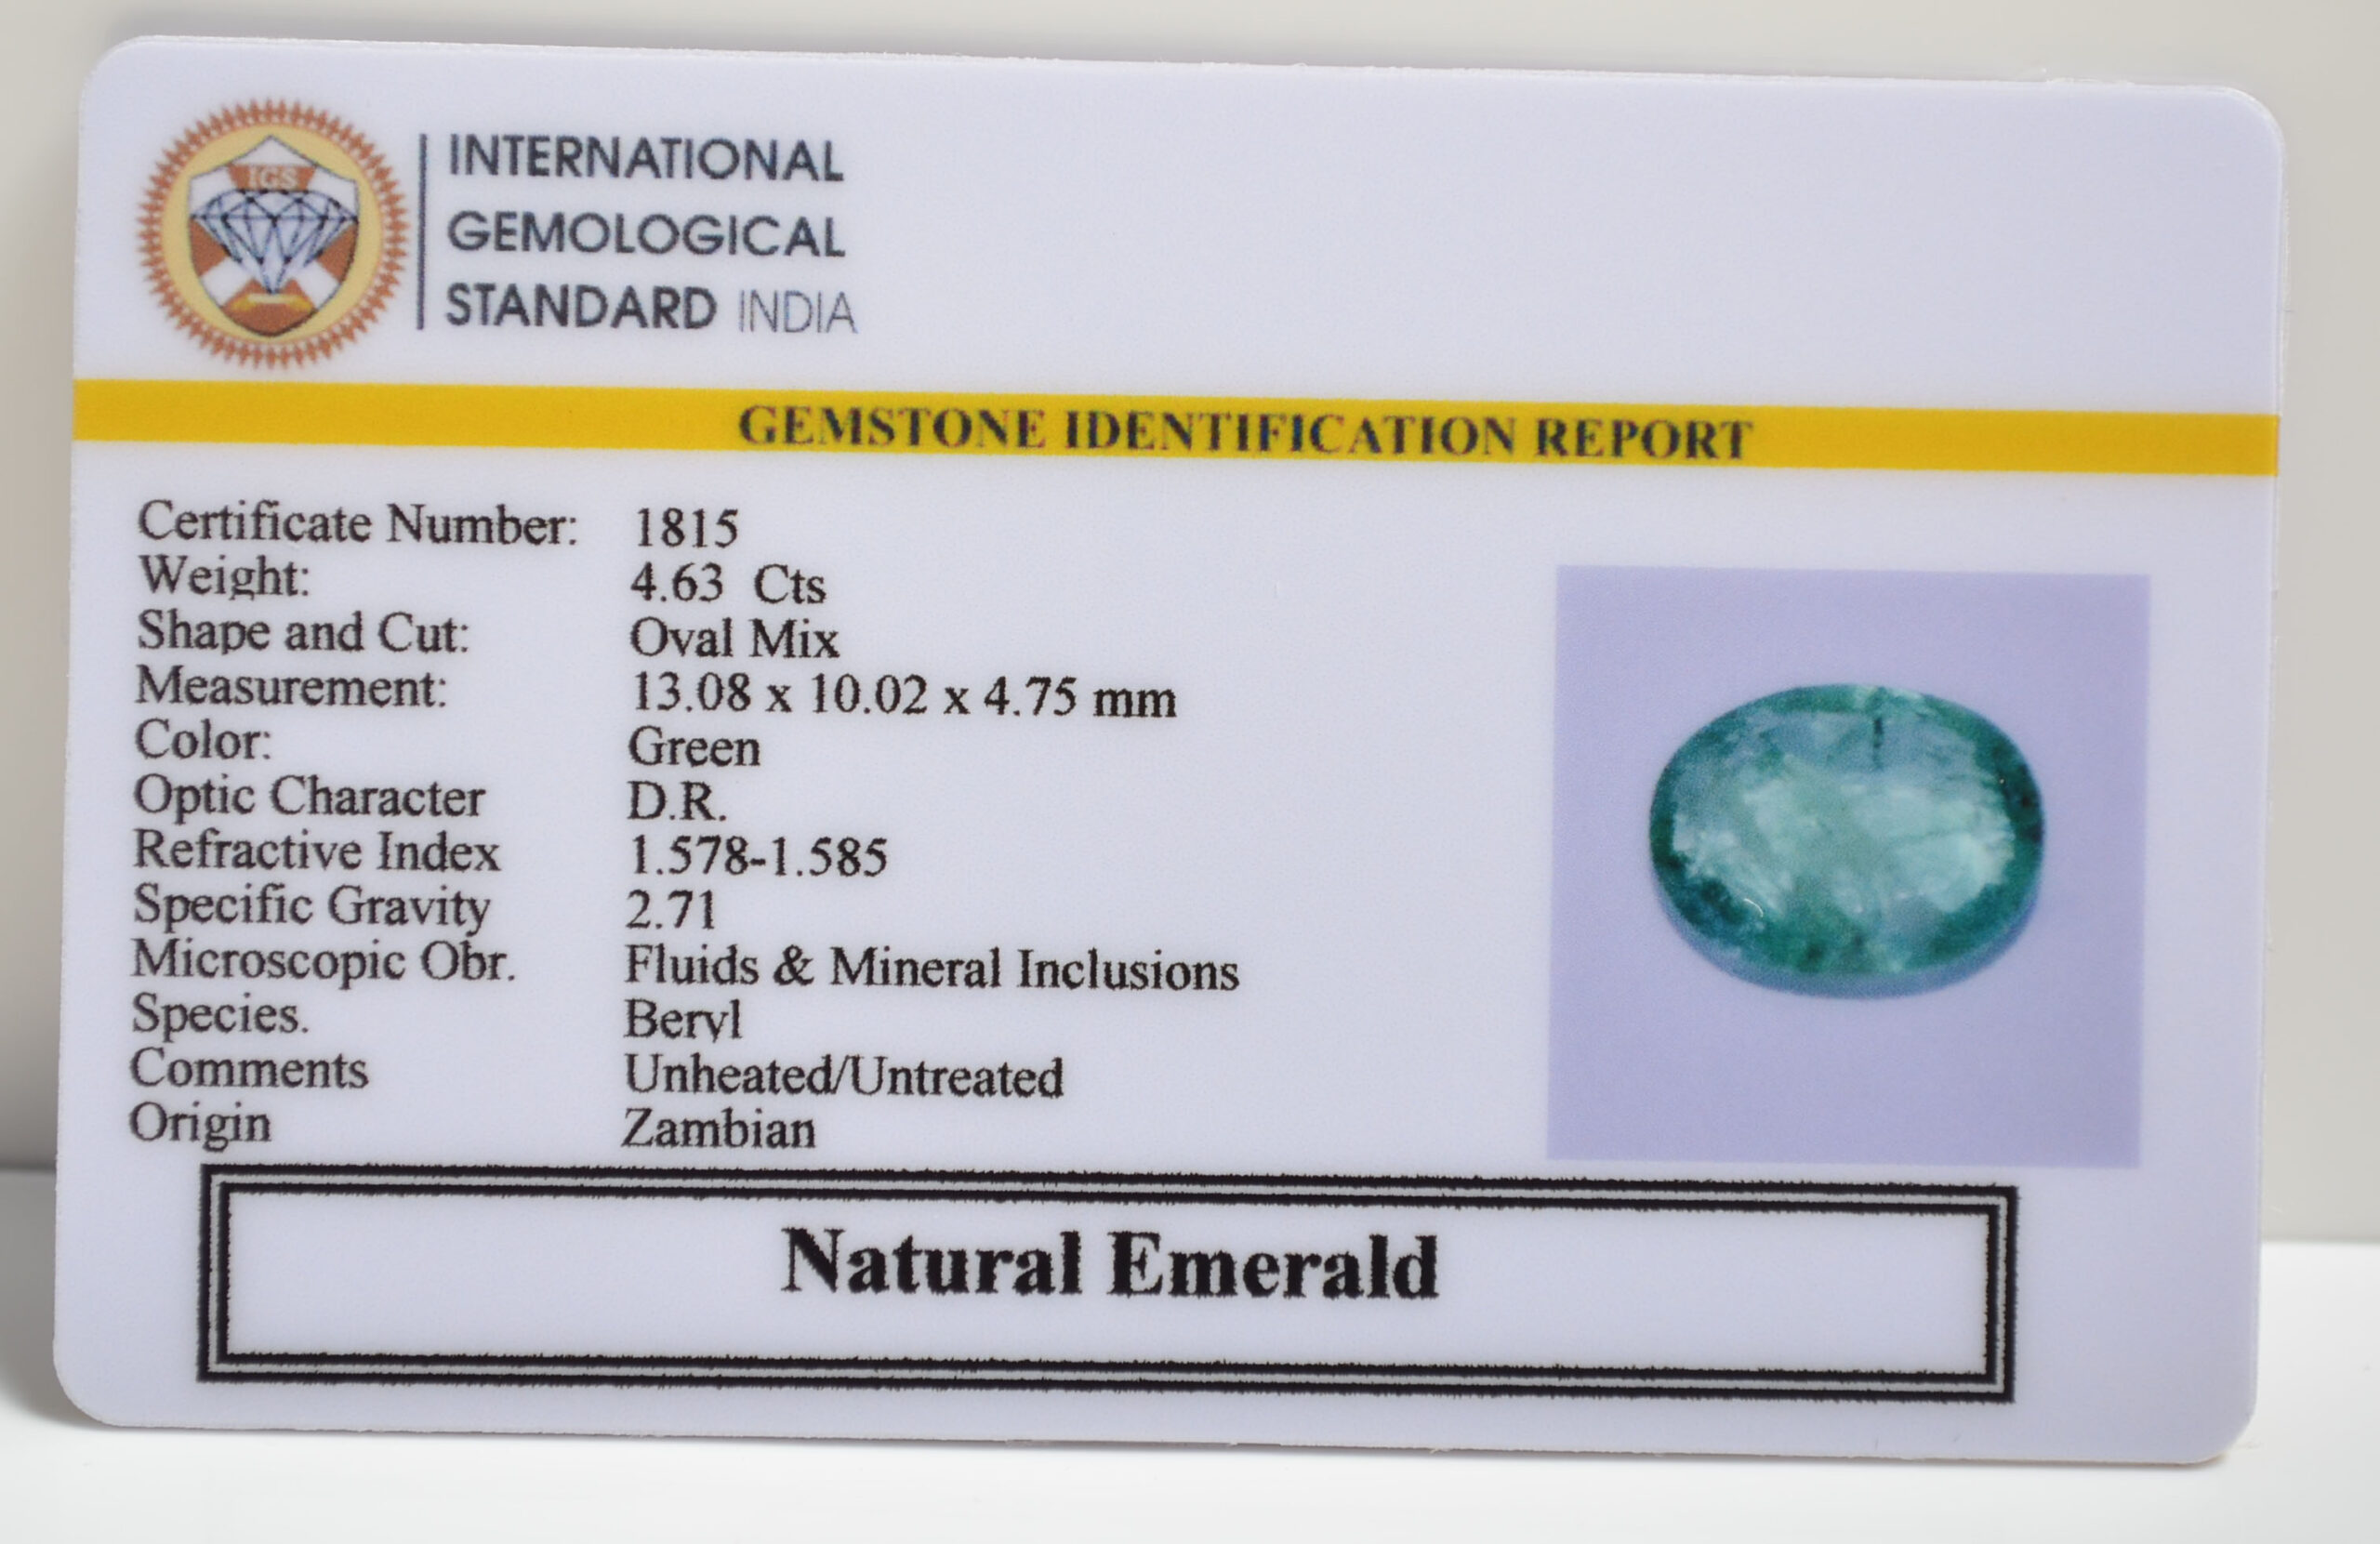 IGS
INTERNATIONAL
GEMOLOGICAL
STANDARD INDIA
GEMSTONE IDENTIFICATION REPORT
Certificate Number: 1815
Weight: 4.63 Cts
Shape and Cut: Oval Mix
Measurement: 13.08 x 10.02 x 4.75 mm
Color: Green
Optic Character D.R.
Refractive Index 1.578-1.585
Specific Gravity 2.71
Microscopic Obr. Fluids & Mineral Inclusions
Species. Beryl
Comments Unheated/Untreated
Origin Zambian
Natural Emerald